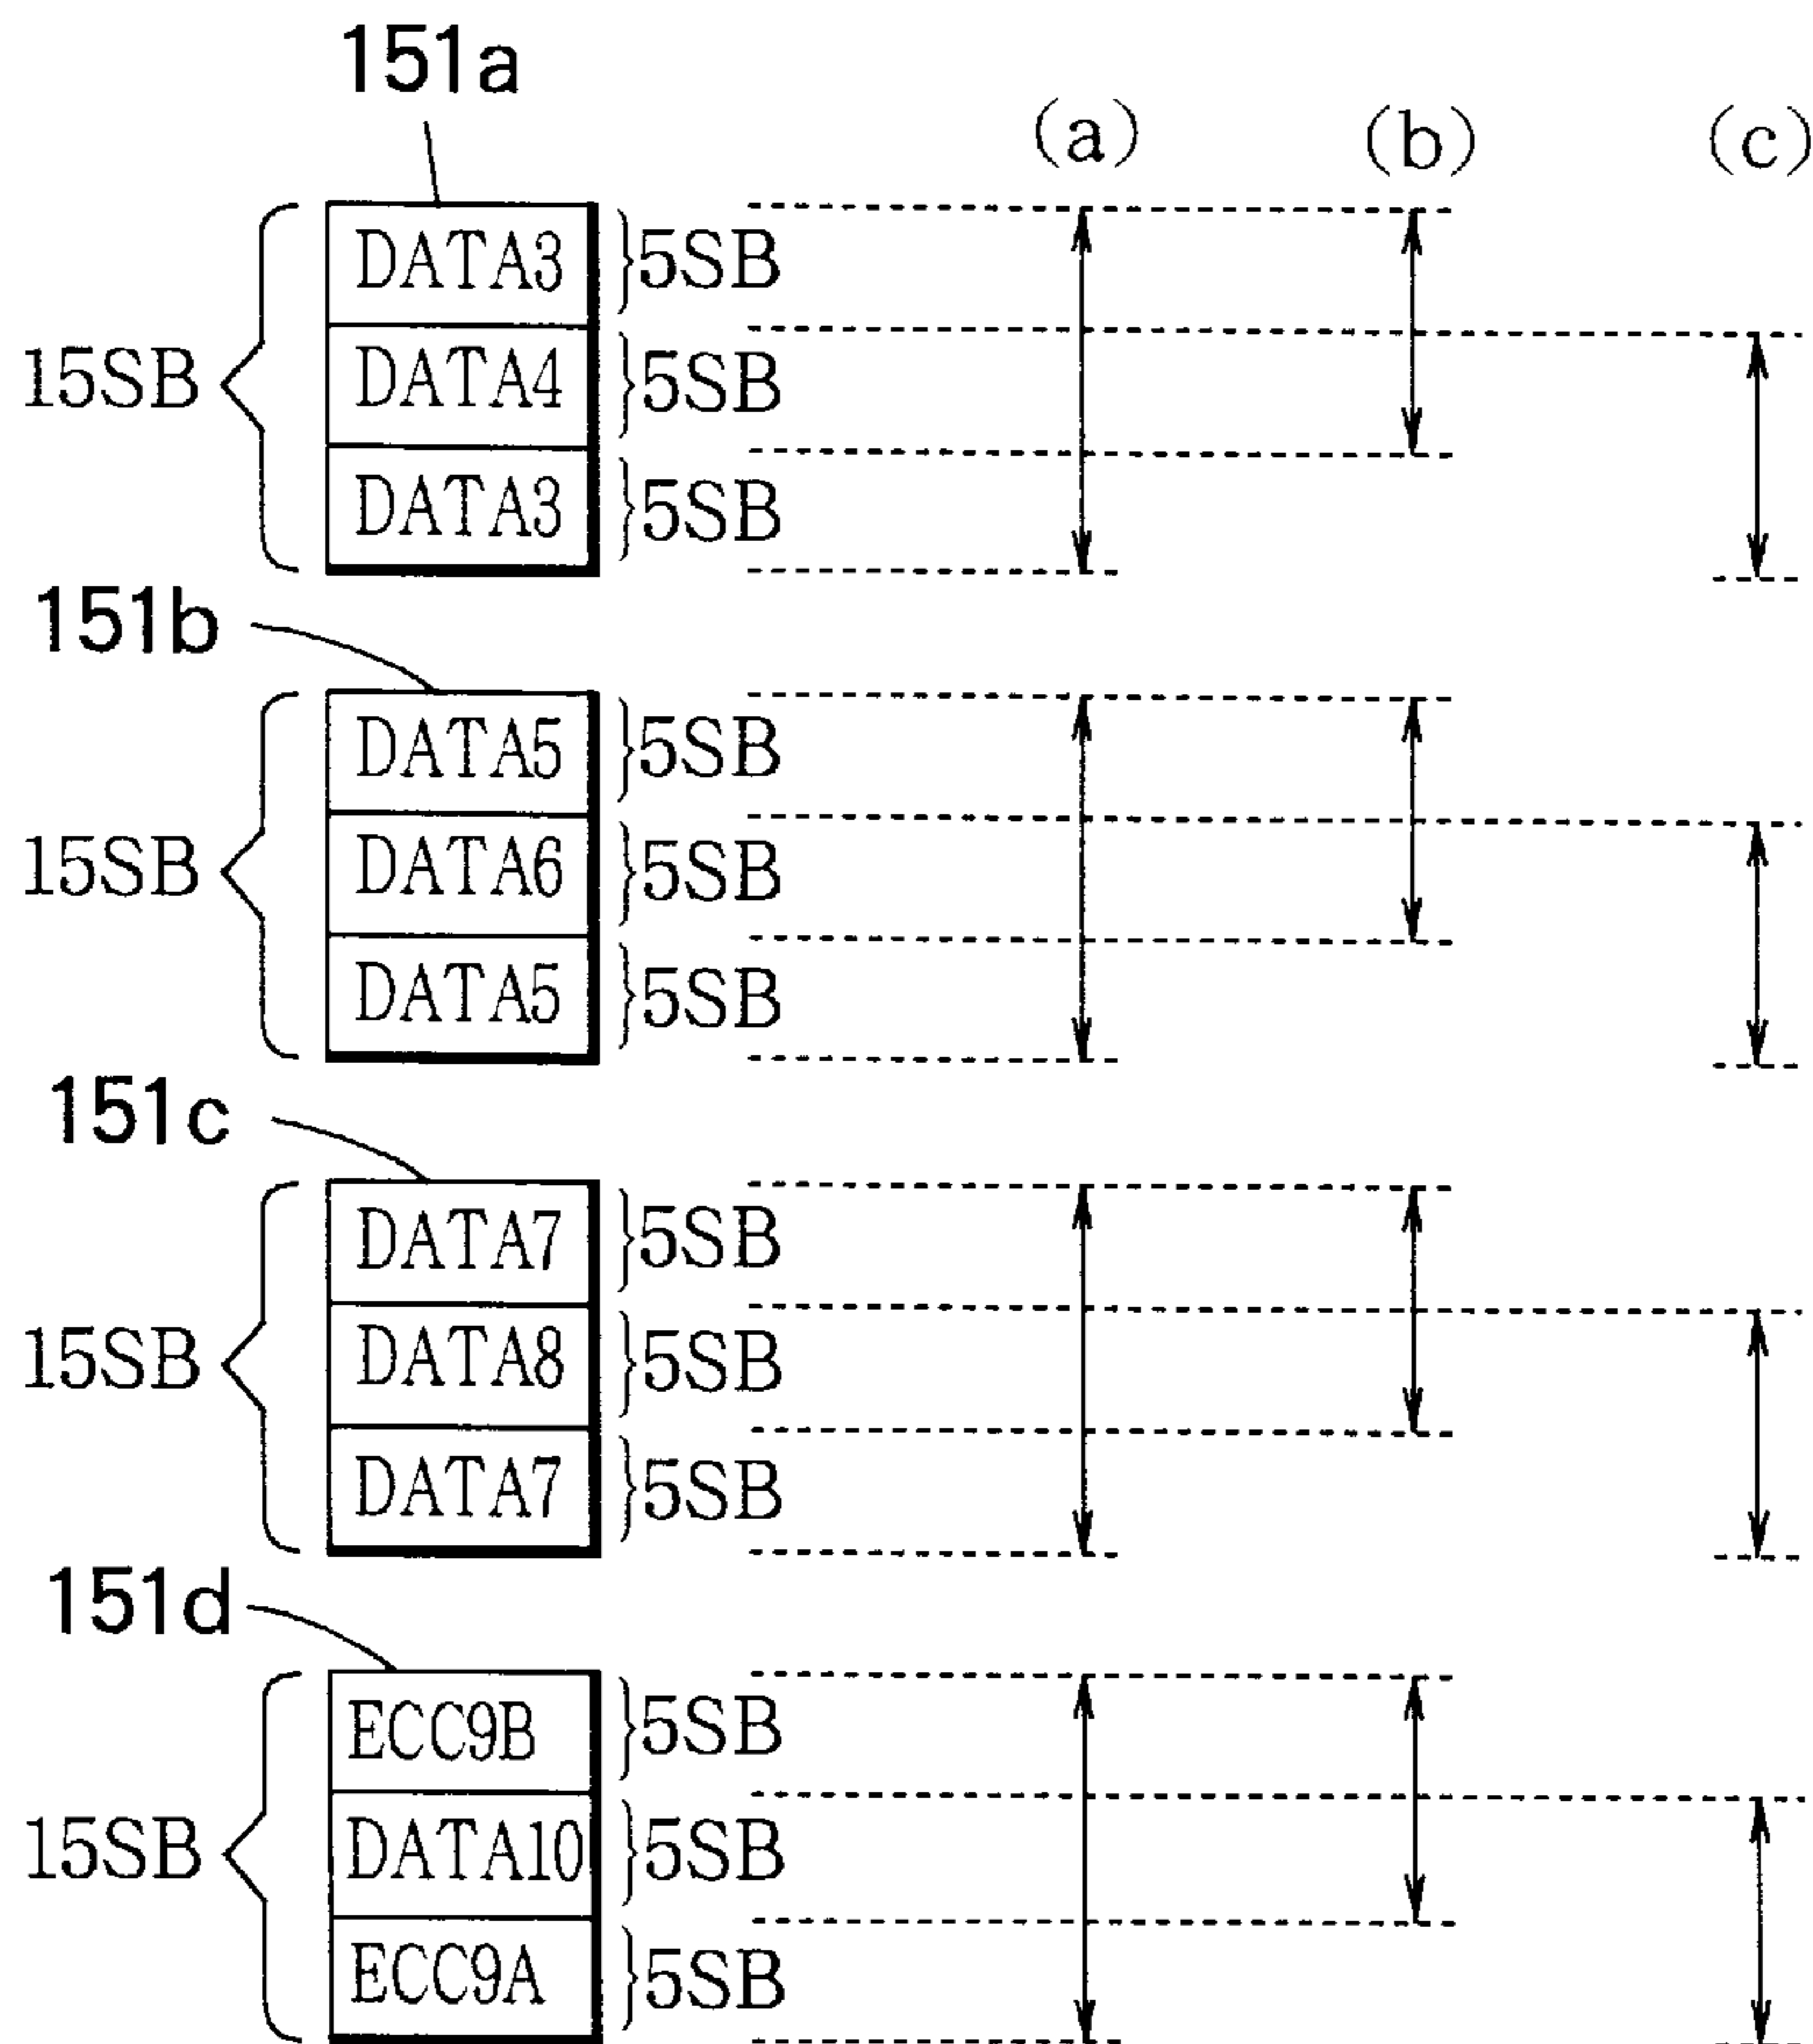 151a
(a) (b) (c)
DATA3 5SB
15SB DATA4 5SB
DATA3 5SB
151b
DATA5 5SB
15SB DATA6 5SB
DATA5 5SB
151c
DATA7 5SB
15SB DATA8 5SB
DATA7 5SB
151d
ECC9B 5SB
15SB DATA10 5SB
ECC9A 5SB